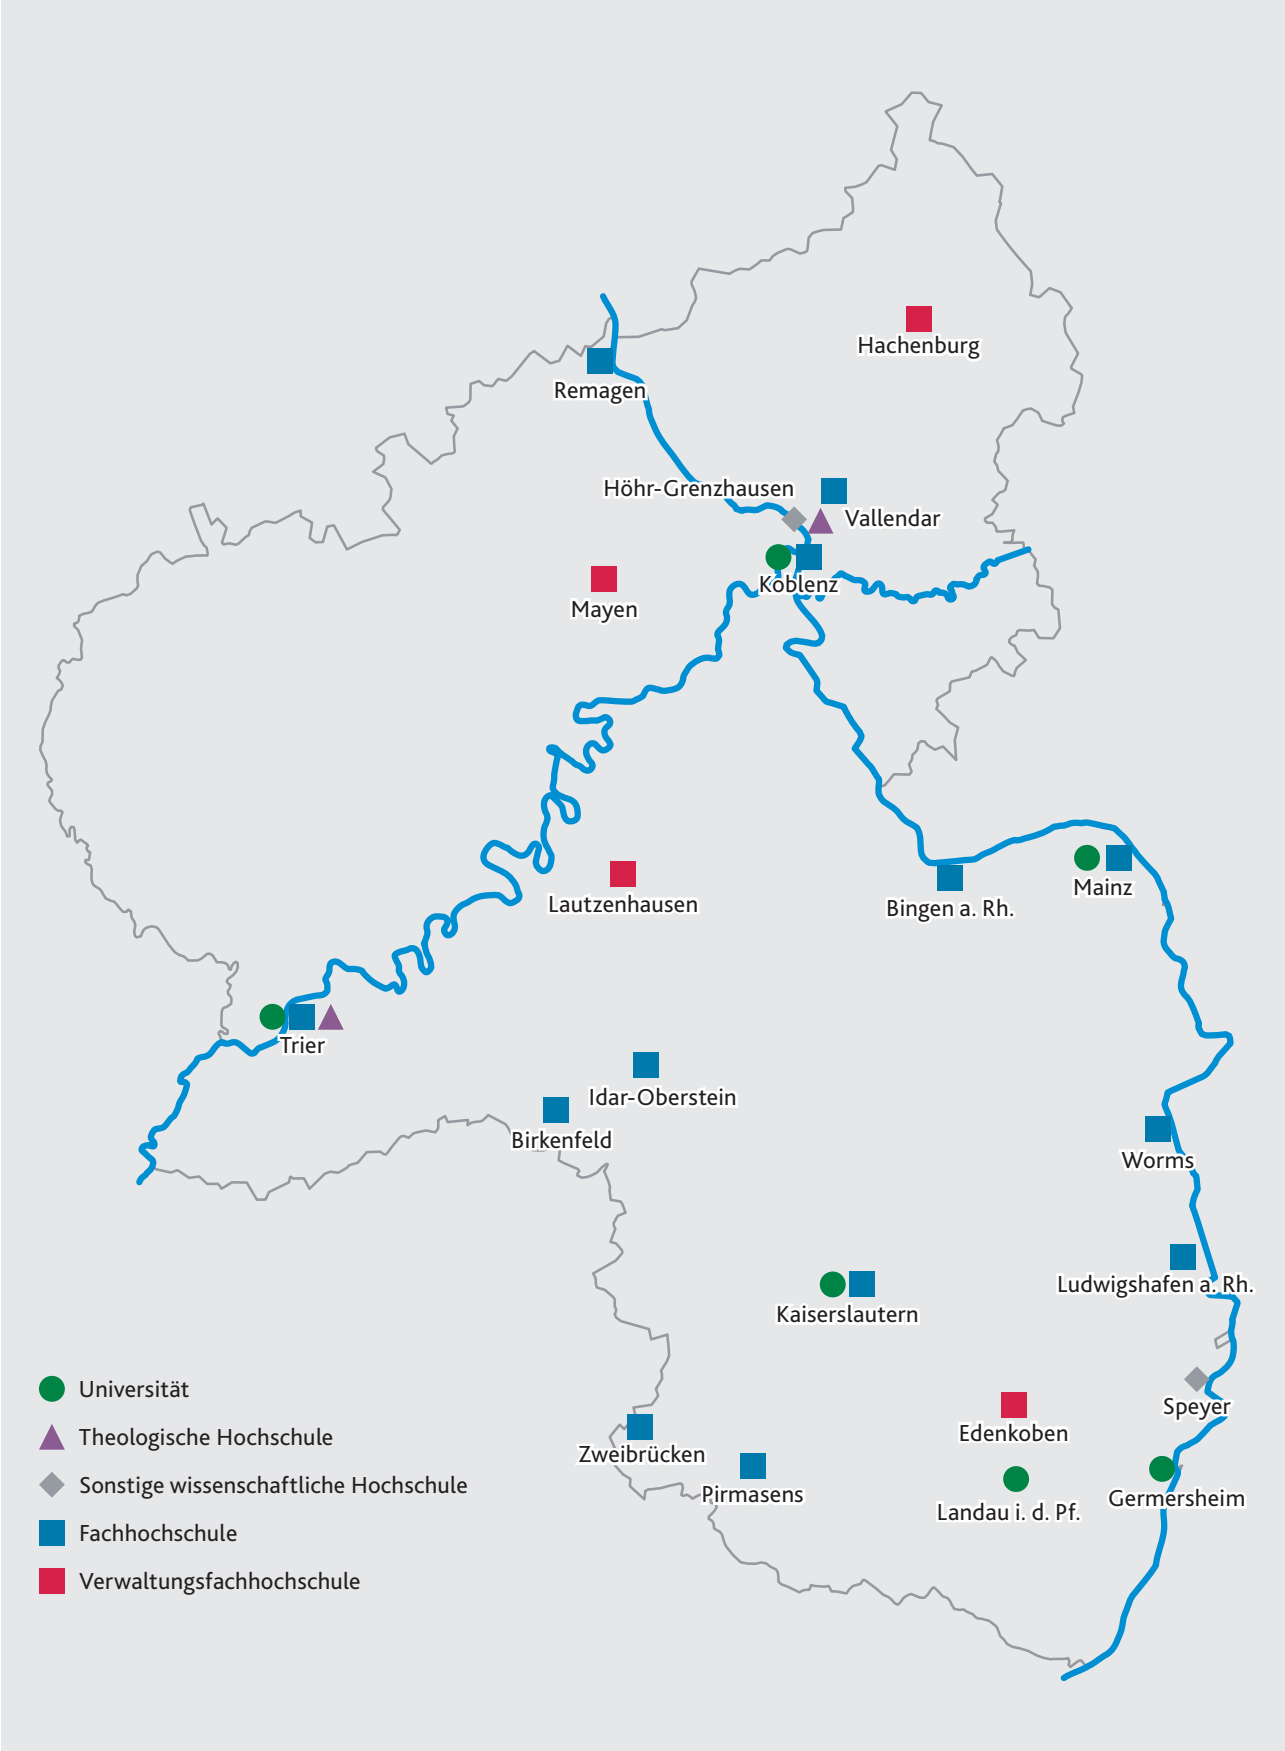 Hachenburg
Remagen
Höhr-Grenzhausen
Vallendar
Koblenz
Mayen
Lautzenhausen
Bingen a. Rh.
Mainz
Trier
Idar-Oberstein
Birkenfeld
Worms
Ludwigshafen a. Rh.
Kaiserslautern
Speyer
Edenkoben
Zweibrücken
Pirmasens
Landau i. d. Pf.
Germersheim
Universität
Theologische Hochschule
Sonstige wissenschaftliche Hochschule
Fachhochschule
Verwaltungsfachhochschule